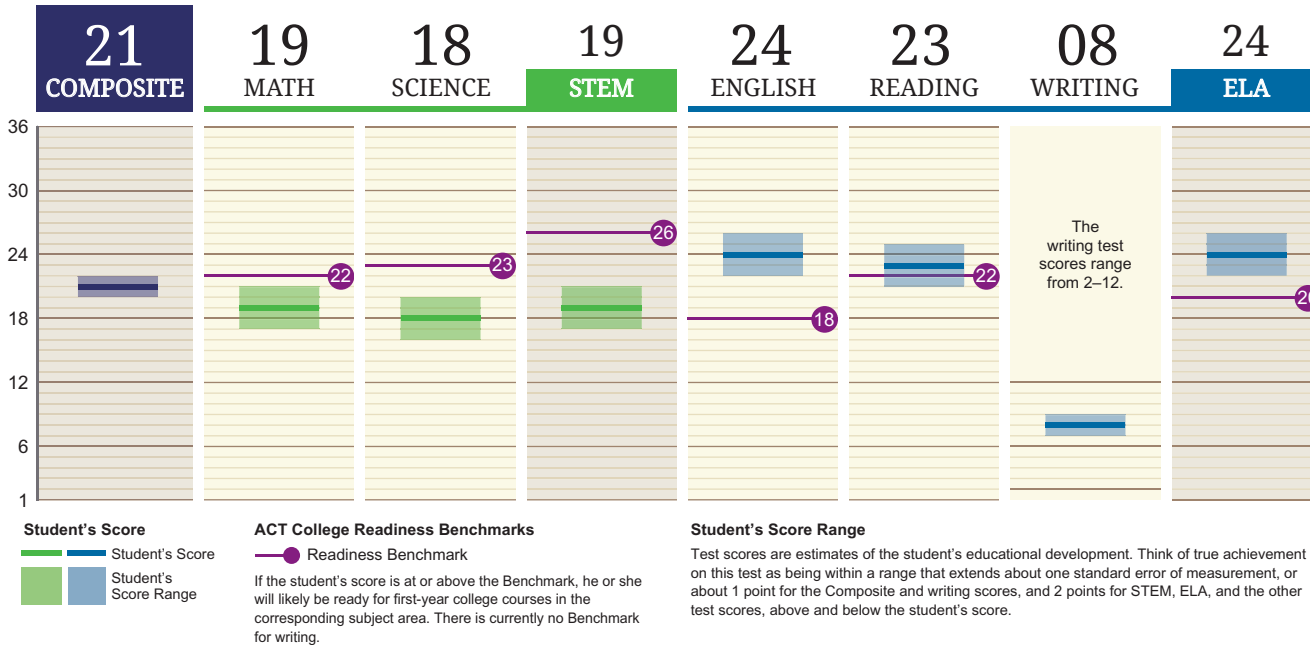 21 19 18 19 24 23 08 24
COMPOSITE MATH SCIENCE STEM ENGLISH READING WRITING ELA
36
30
24
18
12
6
1
22
23
26
18
22
The
writing test
scores range
from 2–12.
Student’s Score
Student’s Score
Student’s
Score Range
ACT College Readiness Benchmarks
Readiness Benchmark
If the student’s score is at or above the Benchmark, he or she
will likely be ready for first-year college courses in the
corresponding subject area. There is currently no Benchmark
for writing.
Student’s Score Range
Test scores are estimates of the student’s educational development. Think of true achievement
on this test as being within a range that extends about one standard error of measurement, or
about 1 point for the Composite and writing scores, and 2 points for STEM, ELA, and the other
test scores, above and below the student’s score.